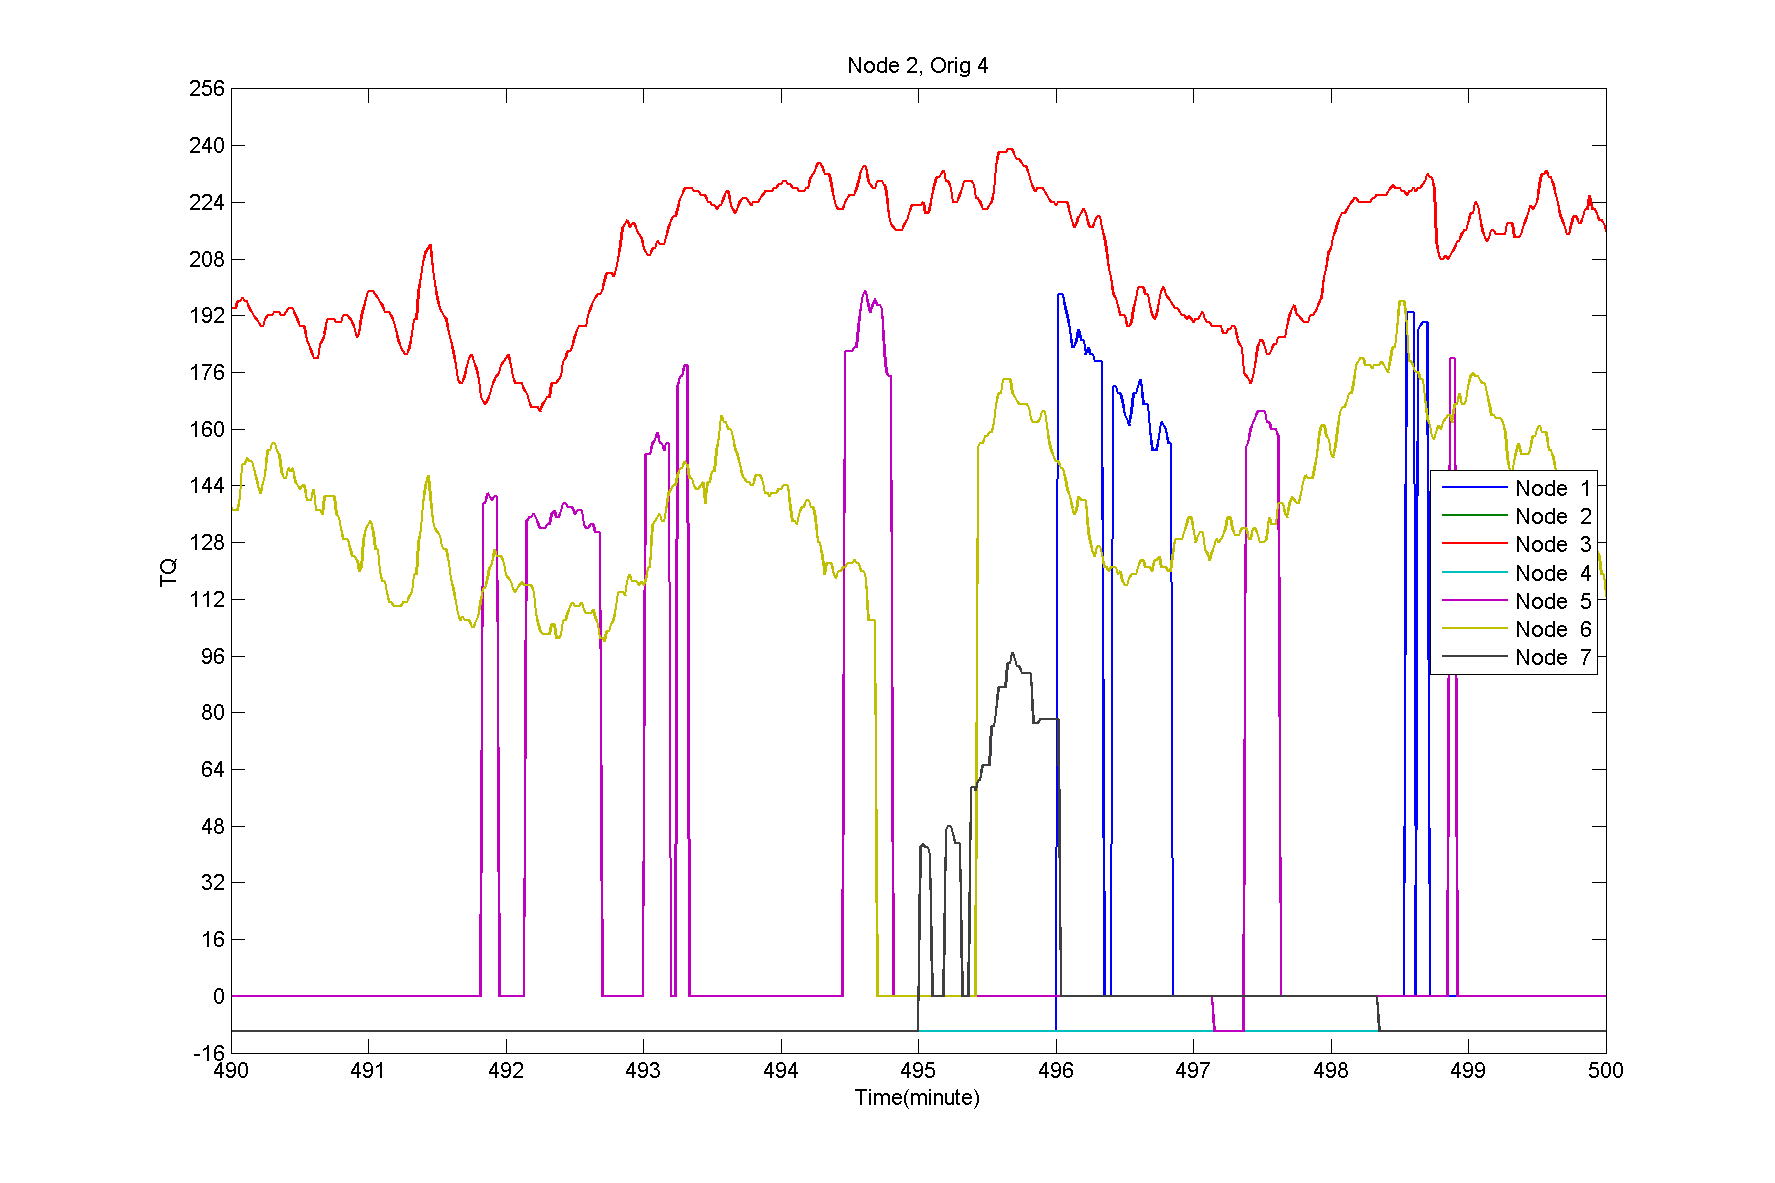 Node 2, Orig 4
256
240
224
208
192
176
160
144
128
112
96
80
64
48
32
16
0
-16
TQ
Node 1
Node 2
Node 3
Node 4
Node 5
Node 6
Node 7
490 491 492 493 494 495 496 497 498 499 500
Time(minute)